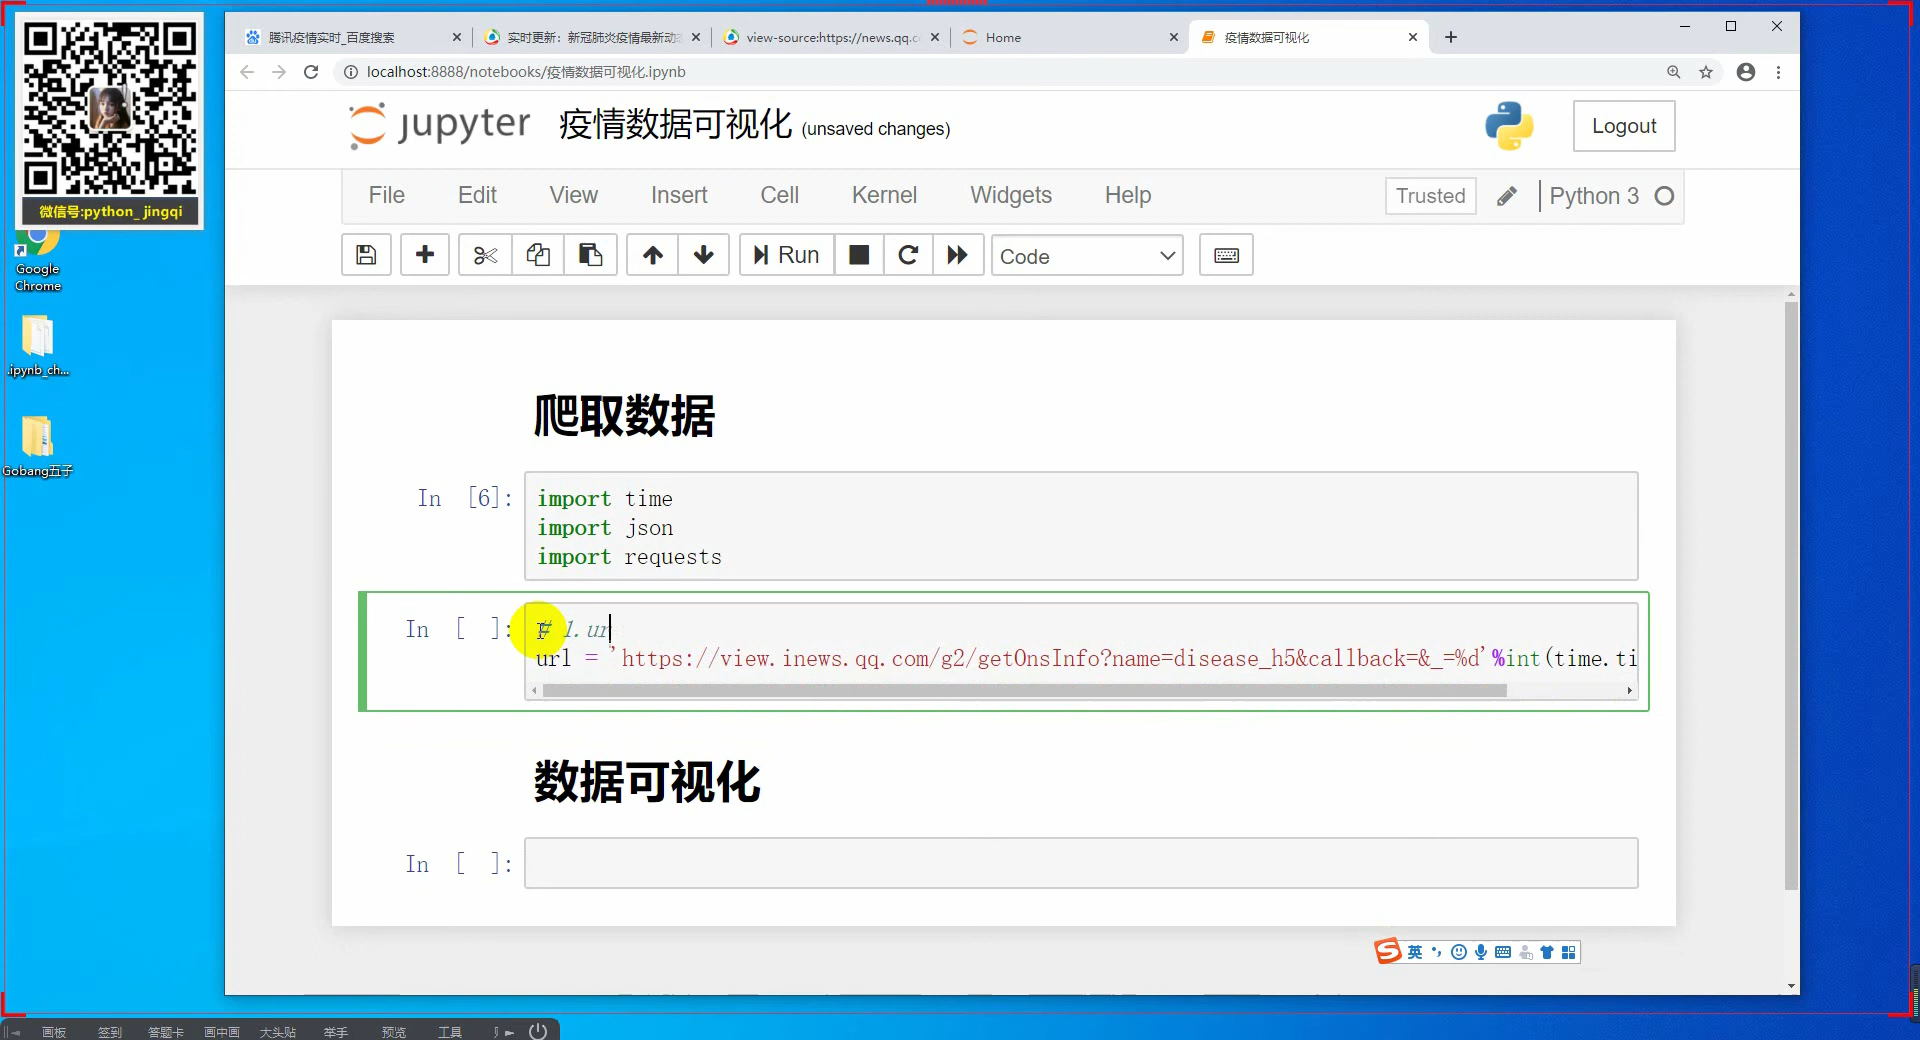 腾讯疫情实时_百度搜索
实时更新：新冠肺炎疫情最新动态
view-source:https://news.qq.c
Home
疫情数据可视化
localhost:8888/notebooks/疫情数据可视化.ipynb
jupyter 疫情数据可视化 (unsaved changes)
Logout
File Edit View Insert Cell Kernel Widgets Help
Trusted
Python 3
Run
Code
微信号:python_ jingqi
Google
Chrome
.ipynb_ch...
Gobang五子
爬取数据
In [6]:
import time
import json
import requests
In [ ]:
# 1.ur
url = 'https://view.inews.qq.com/g2/getOnsInfo?name=disease_h5&callback=&_=%d'%int(time.ti
数据可视化
In [ ]:
英
画板 签到 答题卡 画中画 大头贴 举手 预览 工具